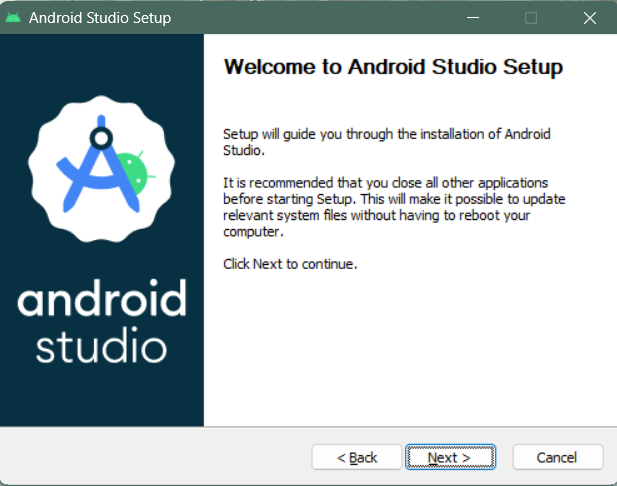 Android Studio Setup
Welcome to Android Studio Setup
Setup will guide you through the installation of Android
Studio.
It is recommended that you close all other applications
before starting Setup. This will make it possible to update
relevant system files without having to reboot your
computer.
Click Next to continue.
android
studio
< Back
Next >
Cancel